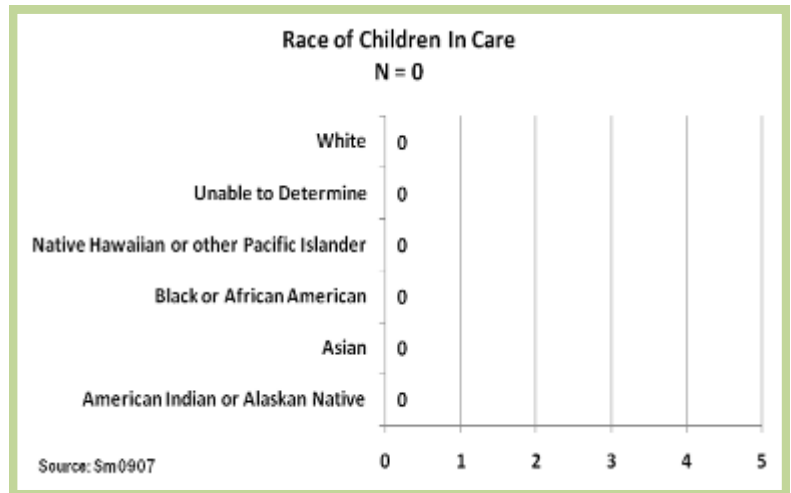 Race of Children In Care
N = 0
White 0
Unable to Determine 0
Native Hawaiian or other Pacific Islander 0
Black or African American 0
Asian 0
American Indian or Alaskan Native 0
0 1 2 3 4 5
Source: Sm0907